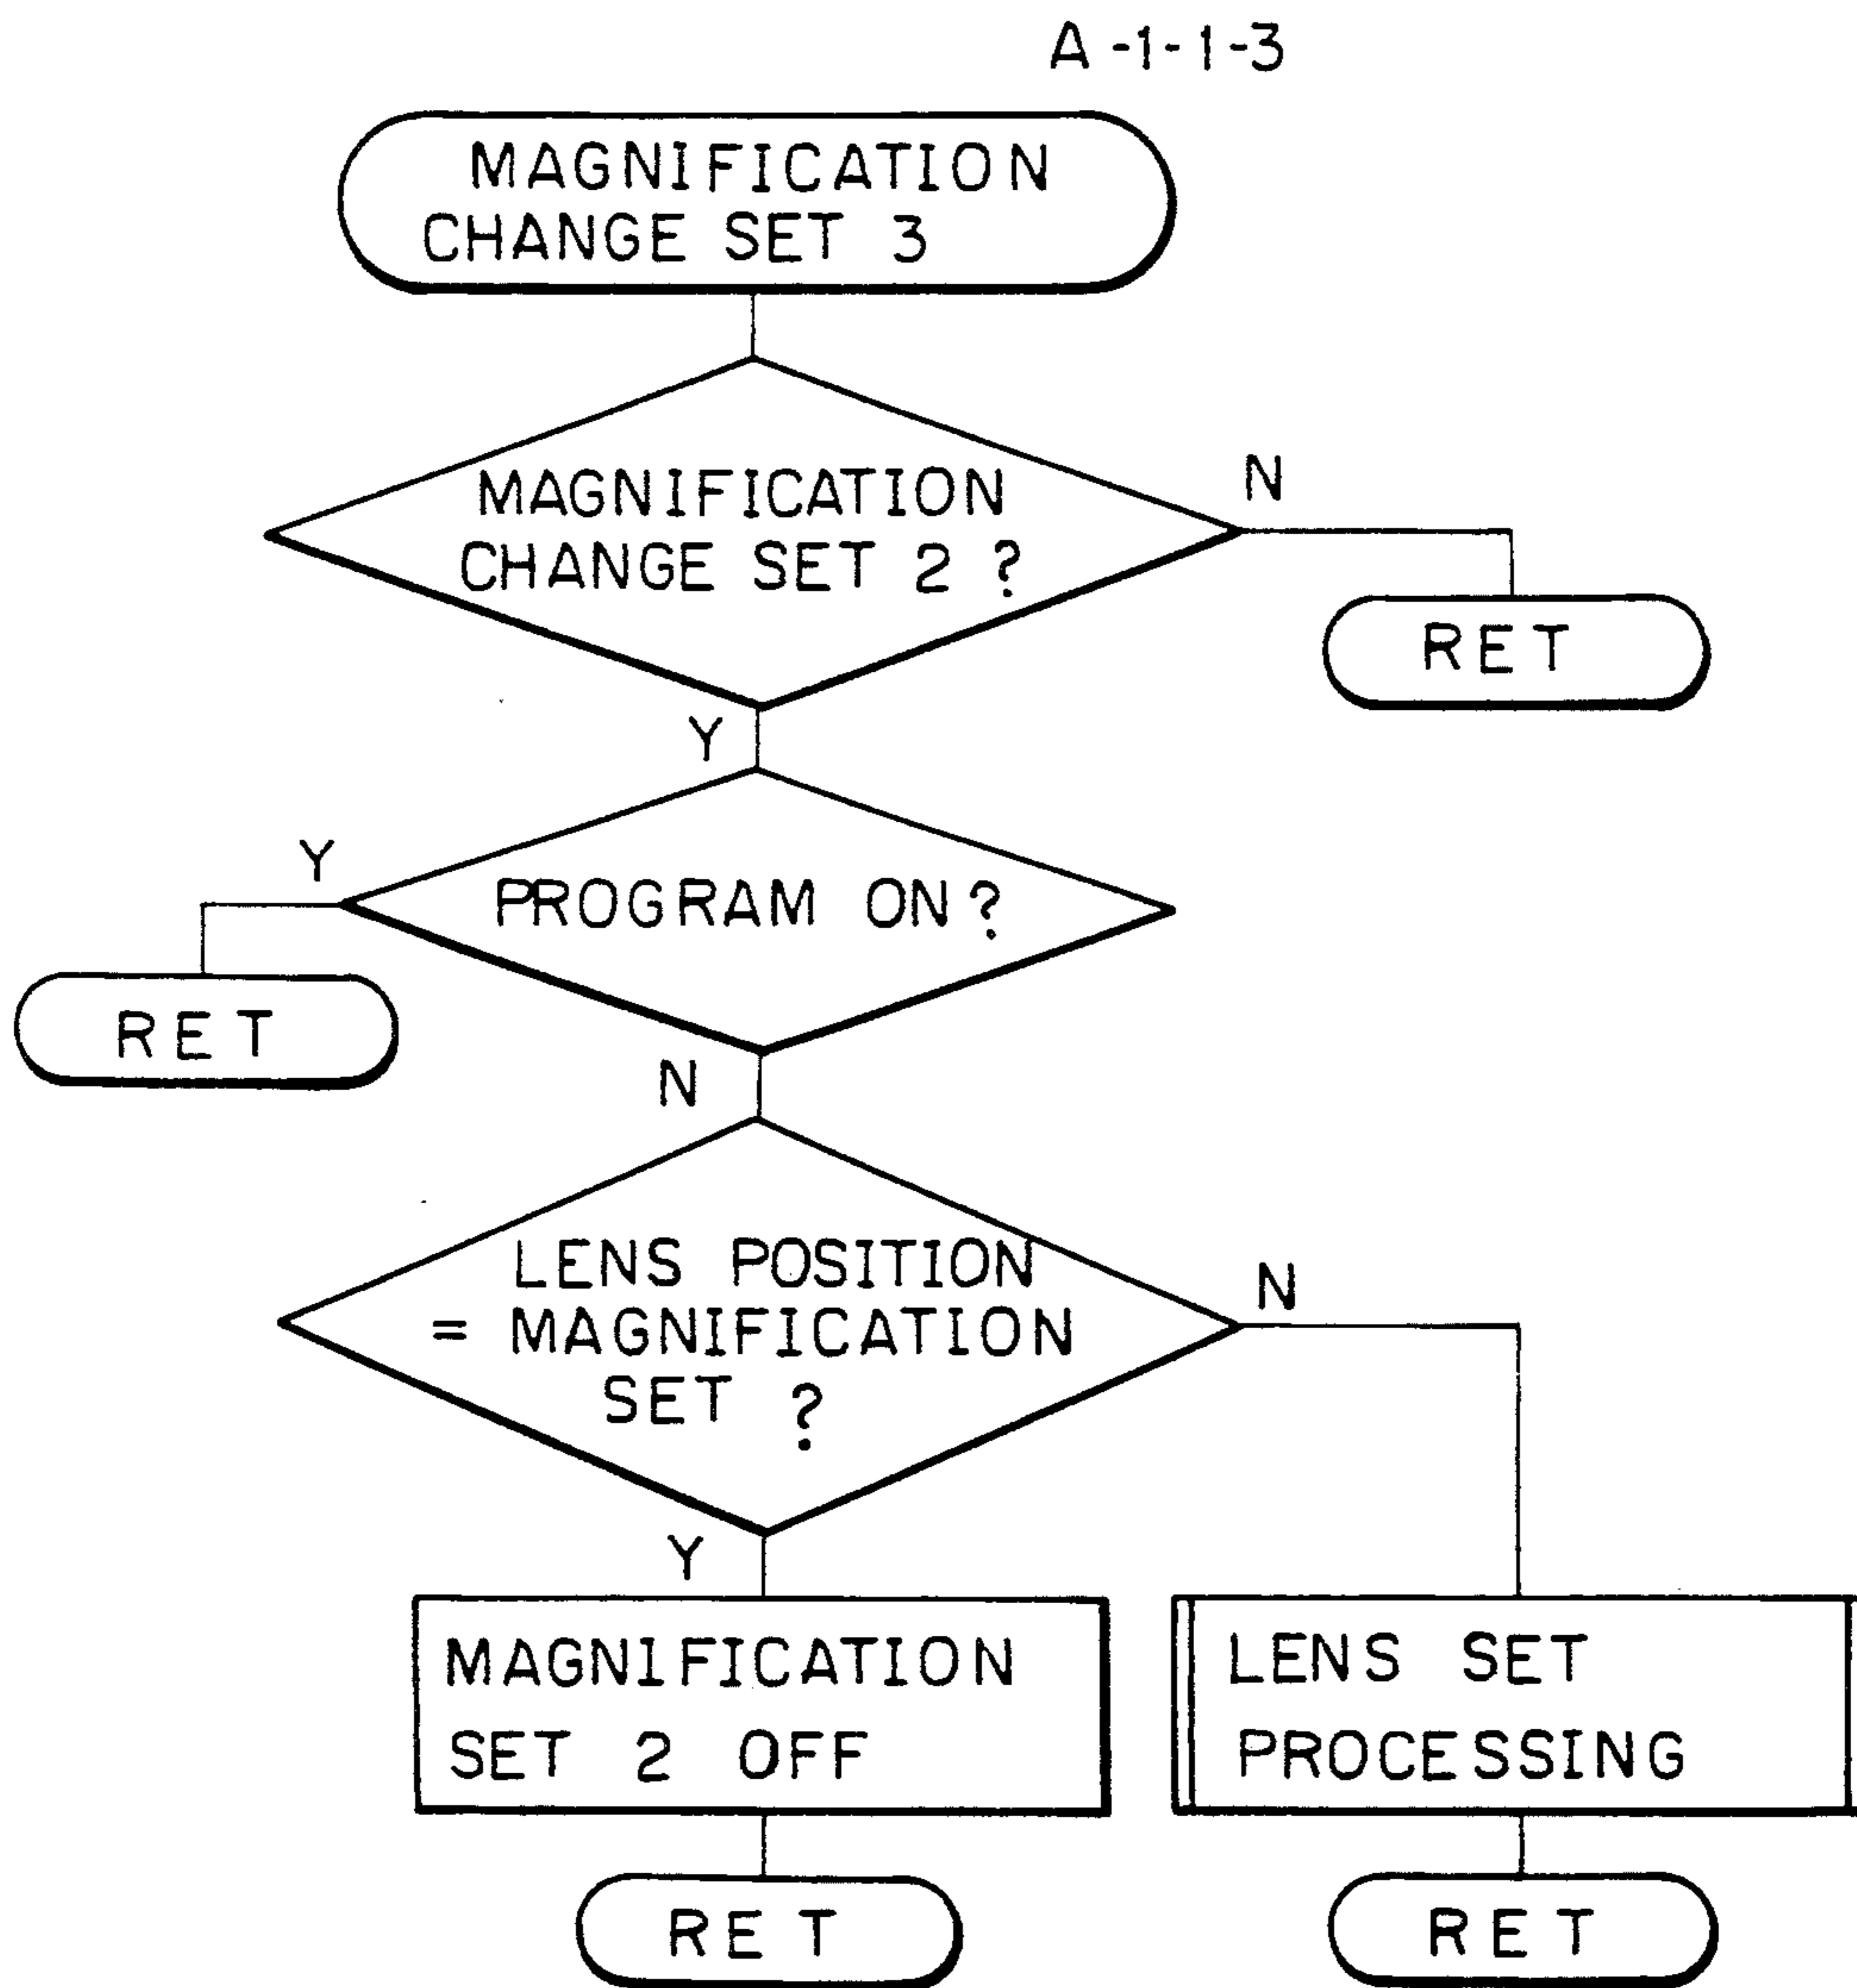 A-1-1-3
MAGNIFICATION
CHANGE SET 3
MAGNIFICATION
CHANGE SET 2 ?
N
RET
Y
PROGRAM ON?
Y
RET
N
LENS POSITION
= MAGNIFICATION
SET ?
N
Y
MAGNIFICATION
SET 2 OFF
LENS SET
PROCESSING
RET
RET